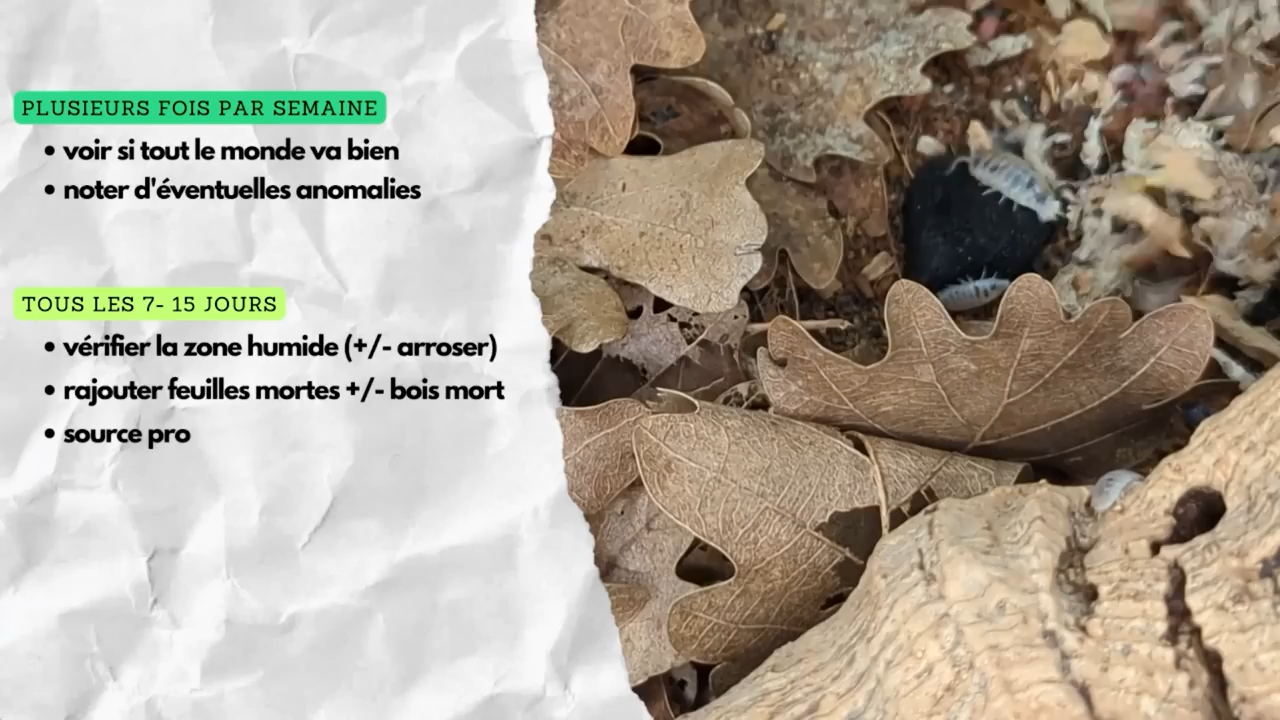 PLUSIEURS FOIS PAR SEMAINE
• voir si tout le monde va bien
• noter d'éventuelles anomalies
TOUS LES 7- 15 JOURS
• vérifier la zone humide (+/- arroser)
• rajouter feuilles mortes +/- bois mort
• source pro